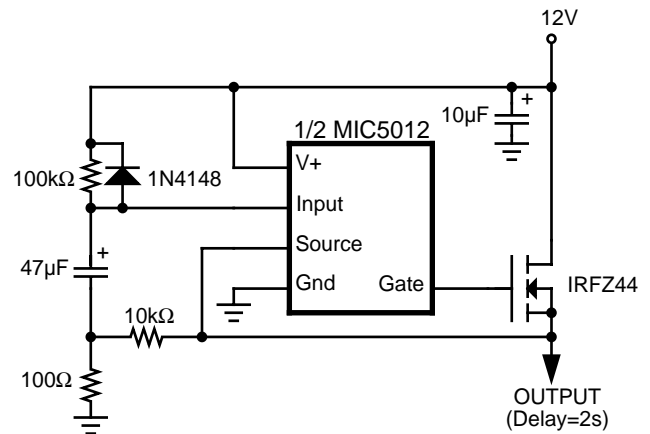 12V
+
10µF
1/2 MIC5012
V+
100kΩ
1N4148
Input
+
Source
47µF
Gnd
Gate
IRFZ44
10kΩ
100Ω
OUTPUT
(Delay=2s)